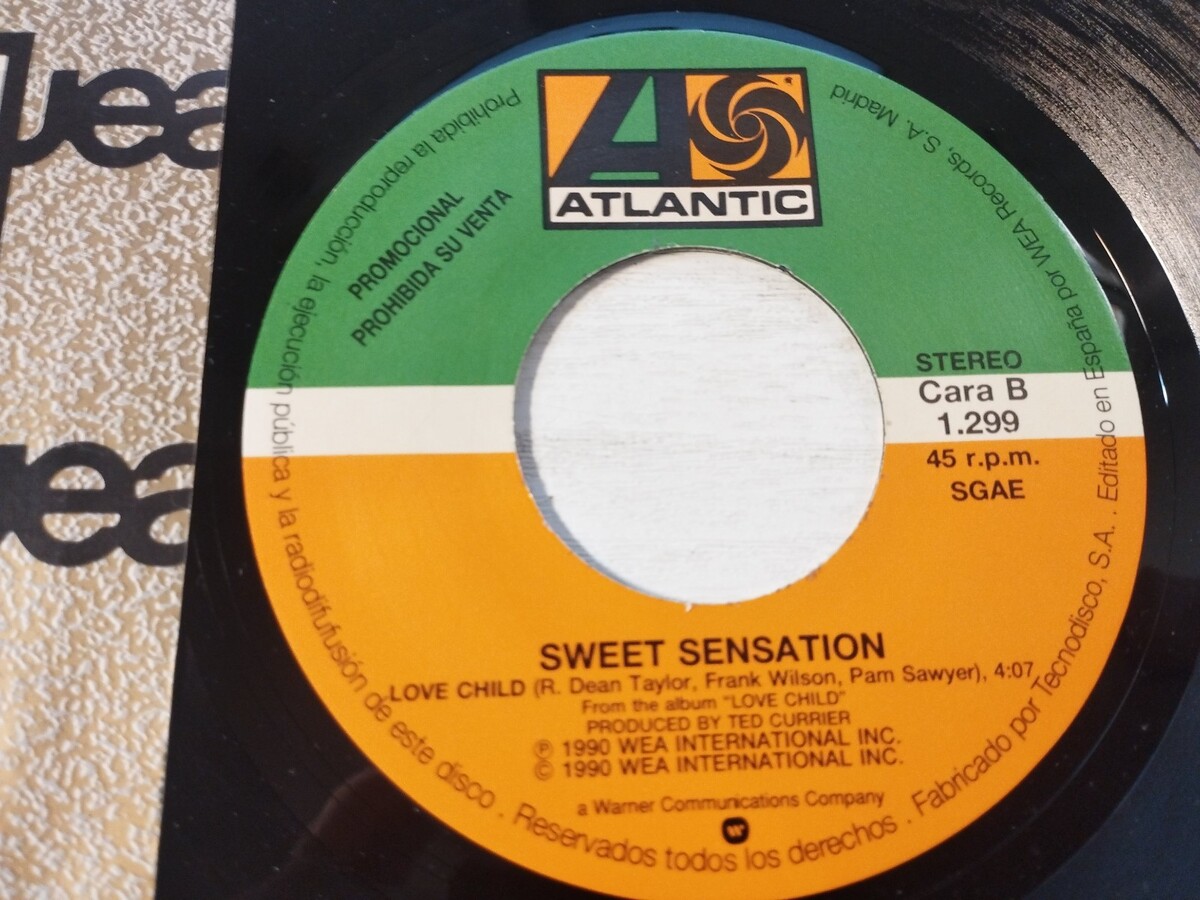 wea
wea
A
ATLANTIC
PROMOCIONAL
PROHIBIDA SU VENTA
STEREO
Cara B
1.299
45 r.p.m.
SGAE
SWEET SENSATION
LOVE CHILD (R. Dean Taylor, Frank Wilson, Pam Sawyer), 4:07
From the album "LOVE CHILD"
PRODUCED BY TED CURRIER
℗ 1990 WEA INTERNATIONAL INC.
© 1990 WEA INTERNATIONAL INC.
a Warner Communications Company
Prohibida la reproducción, la ejecución pública y la radiodifufusión de este disco . Reservados todos los derechos . Fabricado por Tecnodisco, S.A. . Editado en España por WEA Records, S.A. Madrid